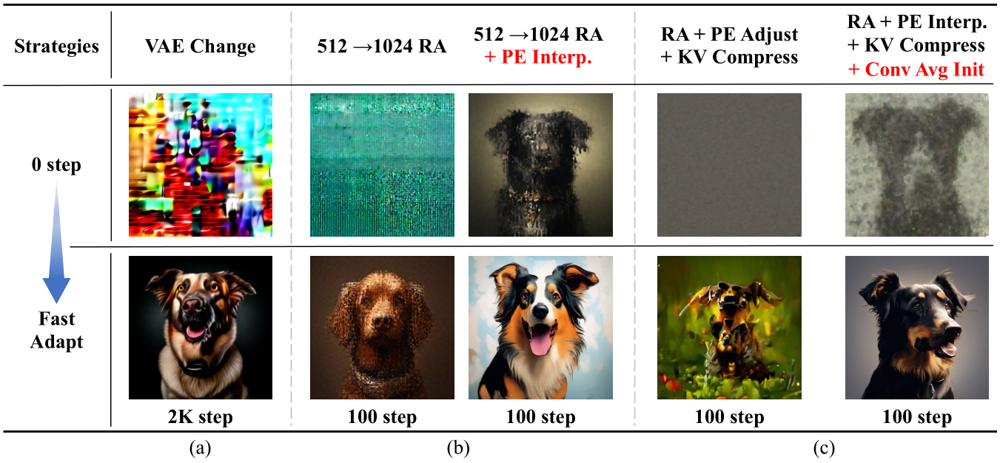 Strategies
VAE Change
512 →1024 RA
512 →1024 RA
+ PE Interp.
RA + PE Adjust
+ KV Compress
RA + PE Interp.
+ KV Compress
+ Conv Avg Init
0 step
Fast
Adapt
2K step
100 step
100 step
100 step
100 step
(a)
(b)
(c)